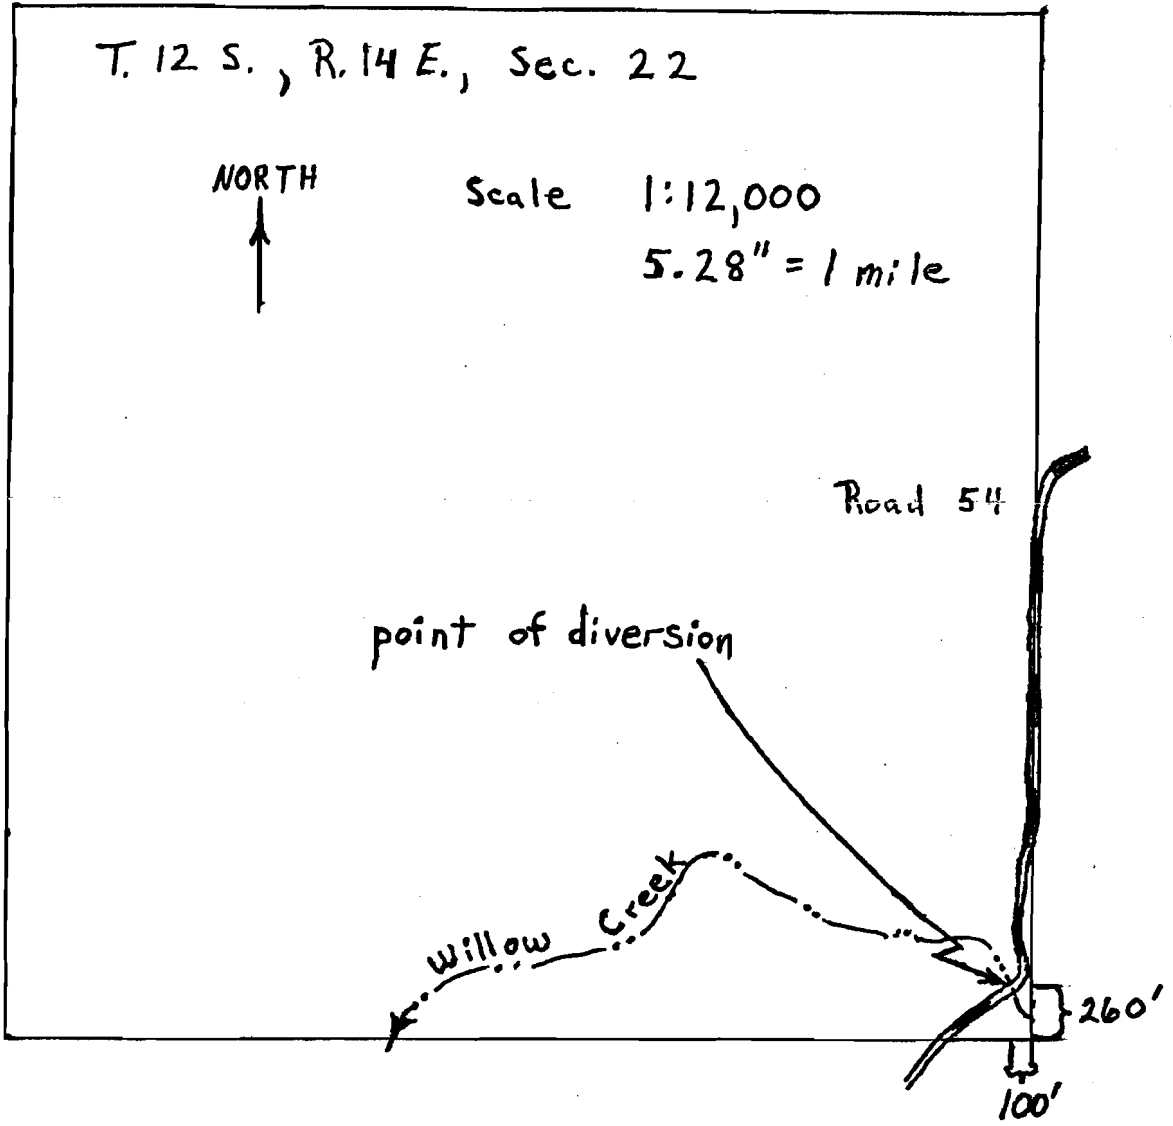 T. 12 S., R. 14 E., Sec. 22
NORTH
Scale 1:12,000
5.28" = 1 mile
Road 54
point of diversion
Willow Creek
260'
100'